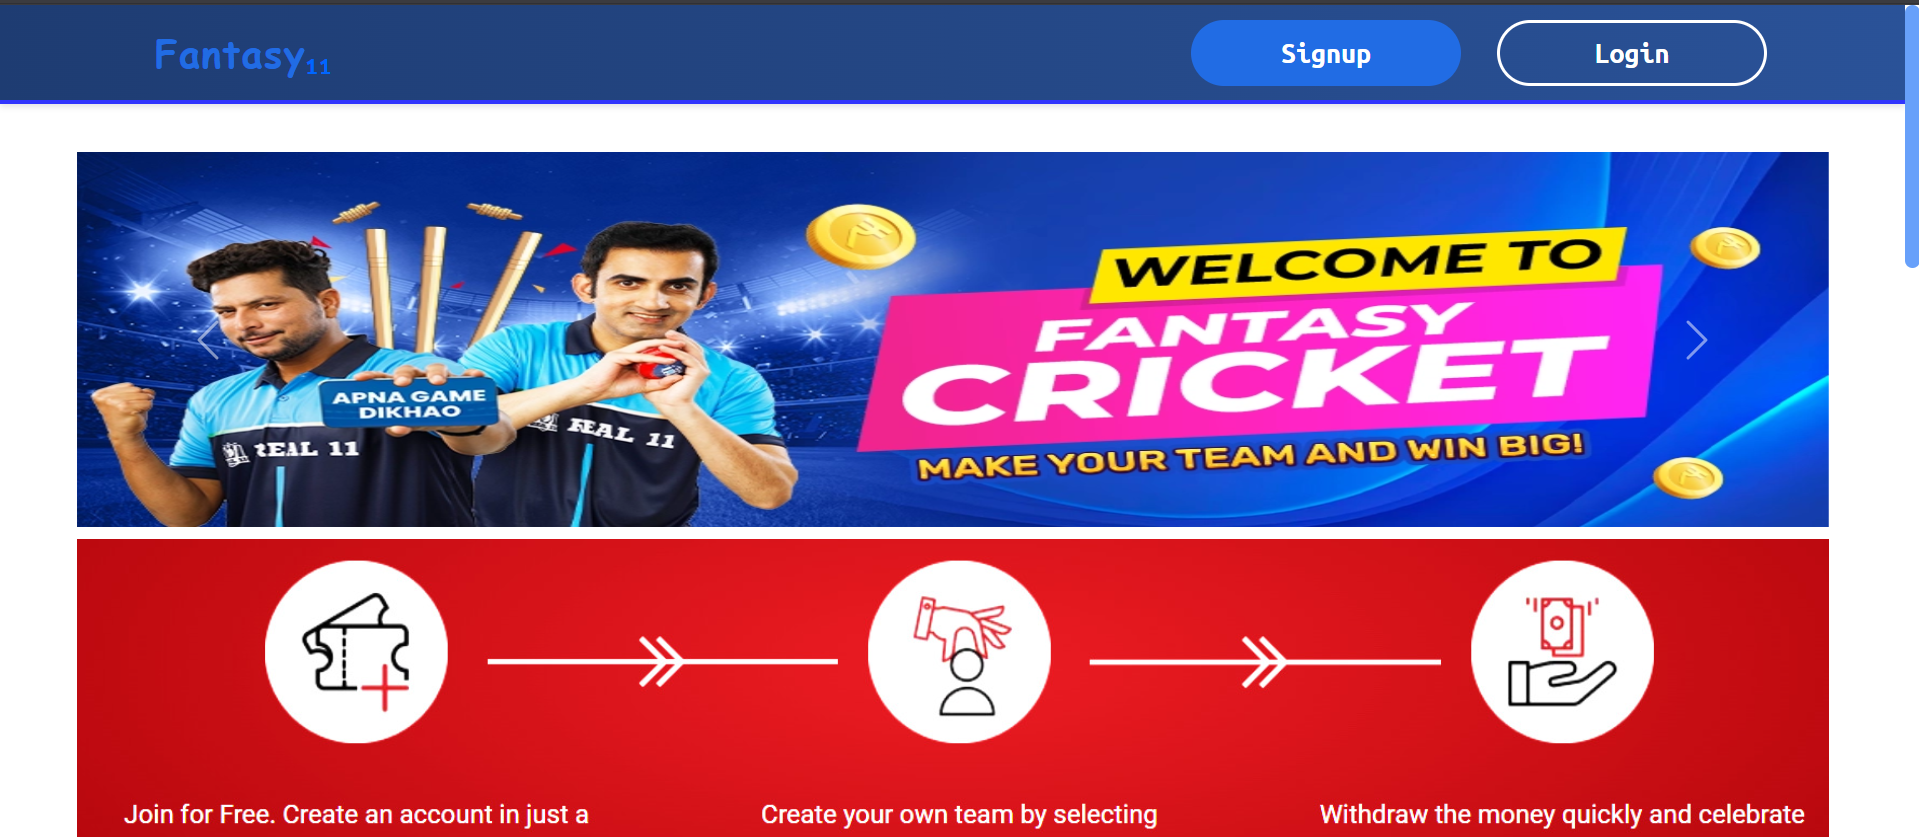 Fantasy11
Signup
Login
WELCOME TO
FANTASY
CRICKET
MAKE YOUR TEAM AND WIN BIG!
APNA GAME
DIKHAO
REAL 11
REAL 11
Join for Free. Create an account in just a
Create your own team by selecting
Withdraw the money quickly and celebrate